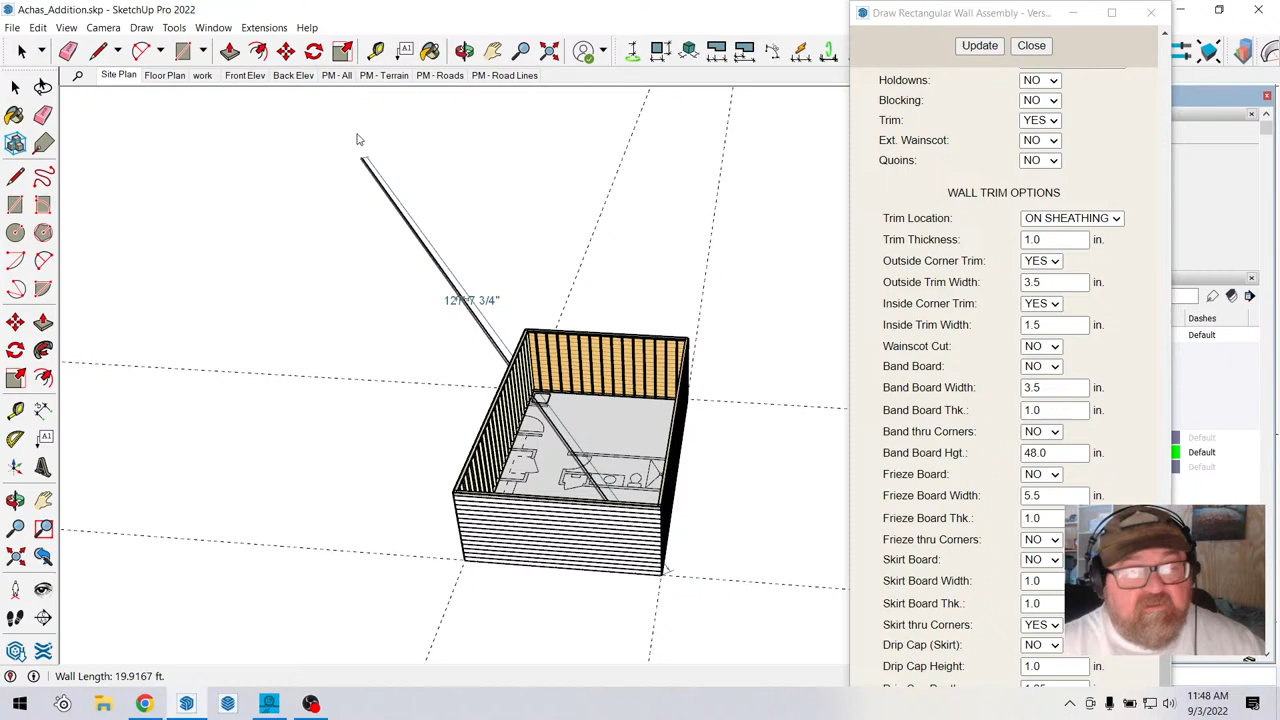 Achas_Addition.skp - SketchUp Pro 2022
Draw Rectangular Wall Assembly - Vers...
File Edit View Camera Draw Tools Window Extensions Help
Update Close
Site Plan Floor Plan work Front Elev Back Elev PM - All PM - Terrain PM - Roads PM - Road Lines
Holdowns: NO
Blocking: NO
Trim: YES
Ext. Wainscot: NO
Quoins: NO
WALL TRIM OPTIONS
Trim Location: ON SHEATHING
Trim Thickness: 1.0 in.
Outside Corner Trim: YES
Outside Trim Width: 3.5 in.
Inside Corner Trim: YES
Inside Trim Width: 1.5 in.
Wainscot Cut: NO
Band Board: NO
Band Board Width: 3.5 in.
Band Board Thk.: 1.0 in.
Band thru Corners: NO
Band Board Hgt.: 48.0 in.
Frieze Board: NO
Frieze Board Width: 5.5 in.
Frieze Board Thk.: 1.0
Frieze thru Corners: NO
Skirt Board: NO
Skirt Board Width: 1.0
Skirt Board Thk.: 1.0
Skirt thru Corners: YES
Drip Cap (Skirt): NO
Drip Cap Height: 1.0
Dashes
Default
Default
Default
Default
Wall Length: 19.9167 ft.
11:48 AM
9/3/2022